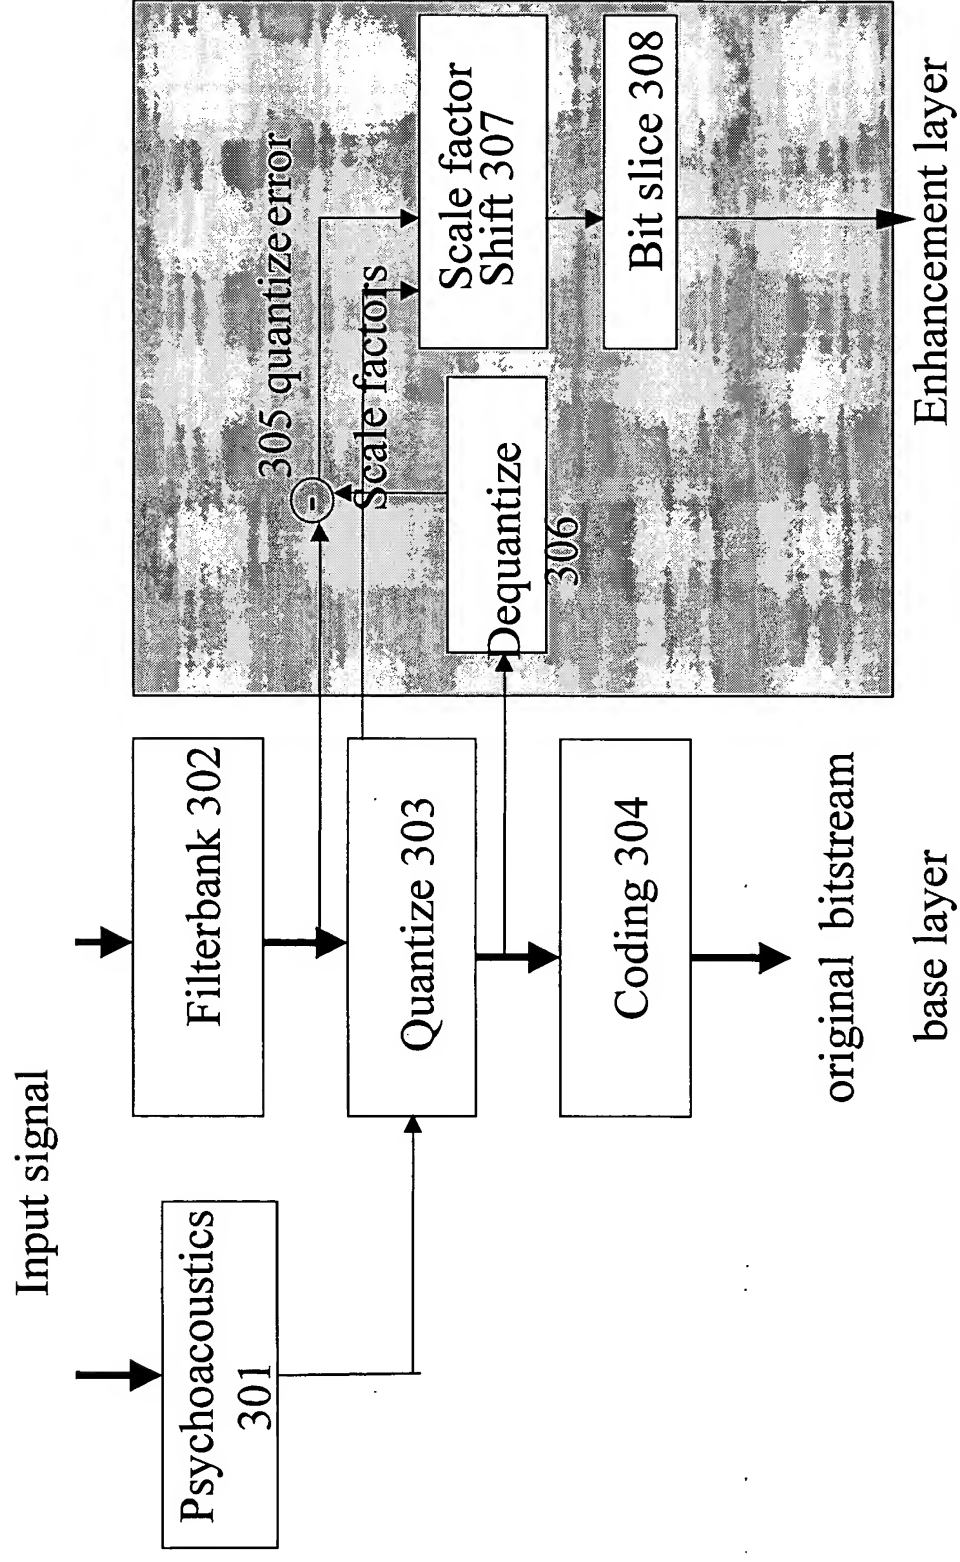 Input signal
Psychoacoustics
301
Filterbank 302
Quantize 303
Coding 304
original bitstream
base layer
305 quantize error
Scale factors
Dequantize
306
Scale factor
Shift 307
Bit slice 308
Enhancement layer